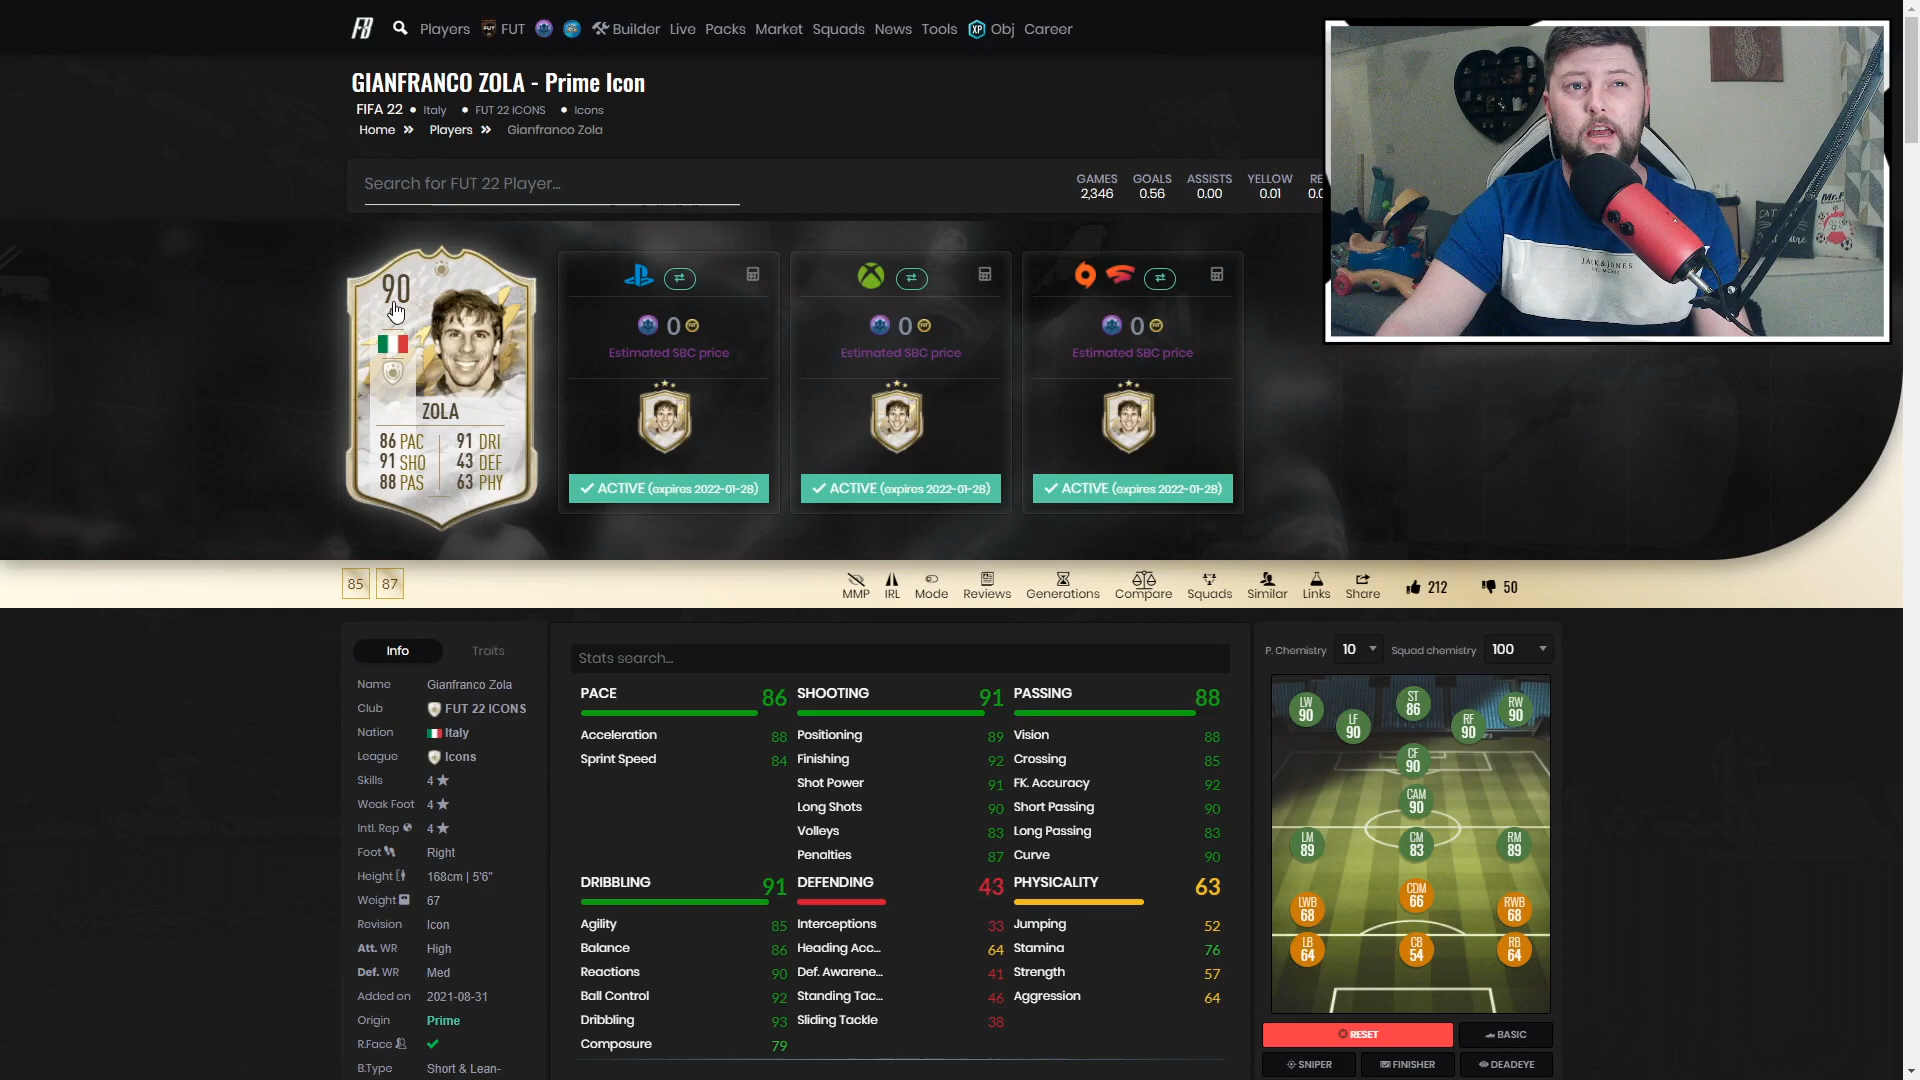 Players FUT Builder Live Packs Market Squads News Tools XP Obj Career
GIANFRANCO ZOLA - Prime Icon
FIFA 22 • Italy • FUT 22 ICONS • Icons
Home » Players » Gianfranco Zola
Search for FUT 22 Player...
GAMES GOALS ASSISTS YELLOW RE
2,346 0.56 0.00 0.01 0.0
90
ZOLA
86 PAC 91 DRI
91 SHO 43 DEF
88 PAS 63 PHY
0
Estimated SBC price
ACTIVE (expires 2022-01-28)
0
Estimated SBC price
ACTIVE (expires 2022-01-28)
0
Estimated SBC price
ACTIVE (expires 2022-01-28)
JACK&JONES
85 87
MMP IRL Mode Reviews Generations Compare Squads Similar Links Share 212 50
Info Traits
Name Gianfranco Zola
Club FUT 22 ICONS
Nation Italy
League Icons
Skills 4
Weak Foot 4
Intl. Rep 4
Foot Right
Height 168cm | 5'6"
Weight 67
Revision Icon
Att. WR High
Def. WR Med
Added on 2021-08-31
Origin Prime
R.Face
B.Type Short & Lean-
Stats search...
PACE 86
Acceleration 88
Sprint Speed 84
SHOOTING 91
Positioning 89
Finishing 92
Shot Power 91
Long Shots 90
Volleys 83
Penalties 87
PASSING 88
Vision 88
Crossing 85
FK. Accuracy 92
Short Passing 90
Long Passing 83
Curve 90
DRIBBLING 91
Agility 85
Balance 86
Reactions 90
Ball Control 92
Dribbling 93
Composure 79
DEFENDING 43
Interceptions 33
Heading Acc... 64
Def. Awarene... 41
Standing Tac... 46
Sliding Tackle 38
PHYSICALITY 63
Jumping 52
Stamina 76
Strength 57
Aggression 64
P. Chemistry 10 Squad chemistry 100
LW 90
ST 86
RW 90
LF 90
RF 90
CF 90
CAM 90
LM 89
CM 83
RM 89
CDM 66
LWB 68
RWB 68
LB 64
CB 54
RB 64
RESET BASIC
SNIPER FINISHER DEADEYE